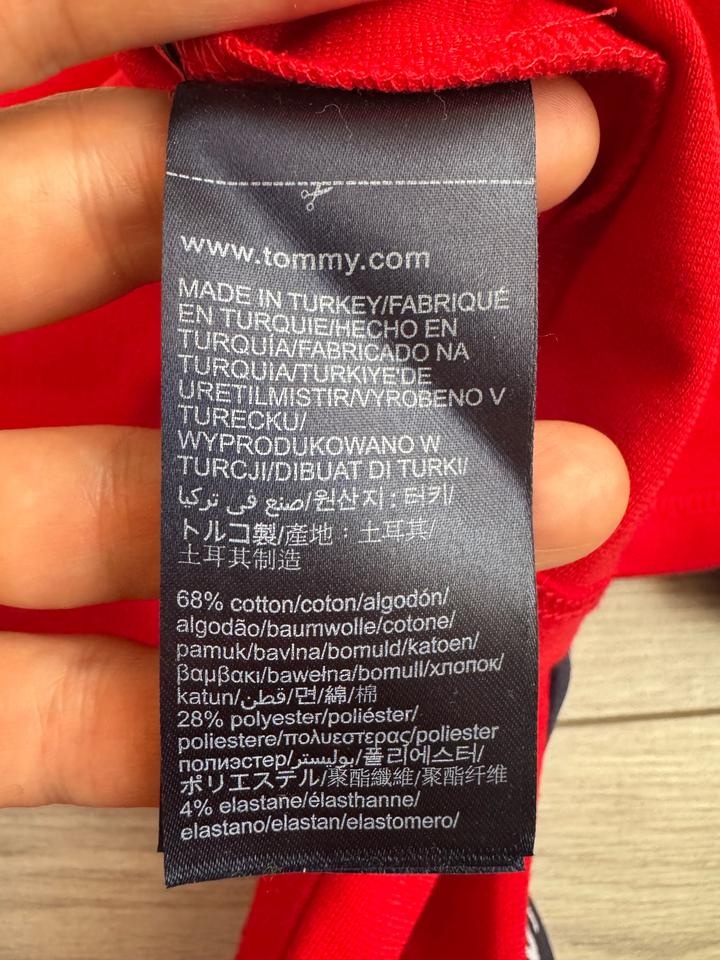 www.tommy.com
MADE IN TURKEY/FABRIQUÉ
EN TURQUIE/HECHO EN
TURQUÍA/FABRICADO NA
TURQUIA/TURKIYE'DE
URETILMISTIR/VYROBENO V
TURECKU/
WYPRODUKOWANO W
TURCJI/DIBUAT DI TURKI/
صنع في تركيا/원산지 : 터키/
トルコ製/產地：土耳其/
土耳其制造
68% cotton/coton/algodón/
algodão/baumwolle/cotone/
pamuk/bavlna/bomuld/katoen/
βαμβακι/bawełna/bomull/хлопок/
katun/قطن/면/綿/棉
28% polyester/poliéster/
poliestere/πολυεστερας/poliester
полиэстер/بوليستر/폴리에스터/
ポリエステル/聚酯纖維/聚酯纤维
4% elastane/élasthanne/
elastano/elastan/elastomero/